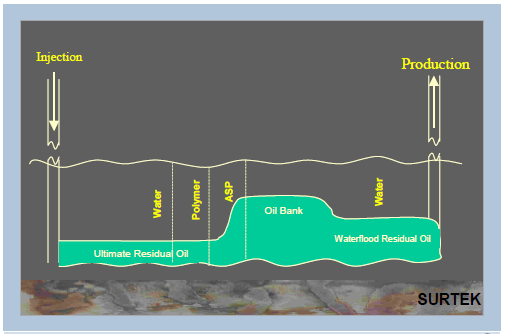 Injection
Production
Water
Polymer
ASP
Oil Bank
Water
Waterflood Residual Oil
Ultimate Residual Oil
SURTEK